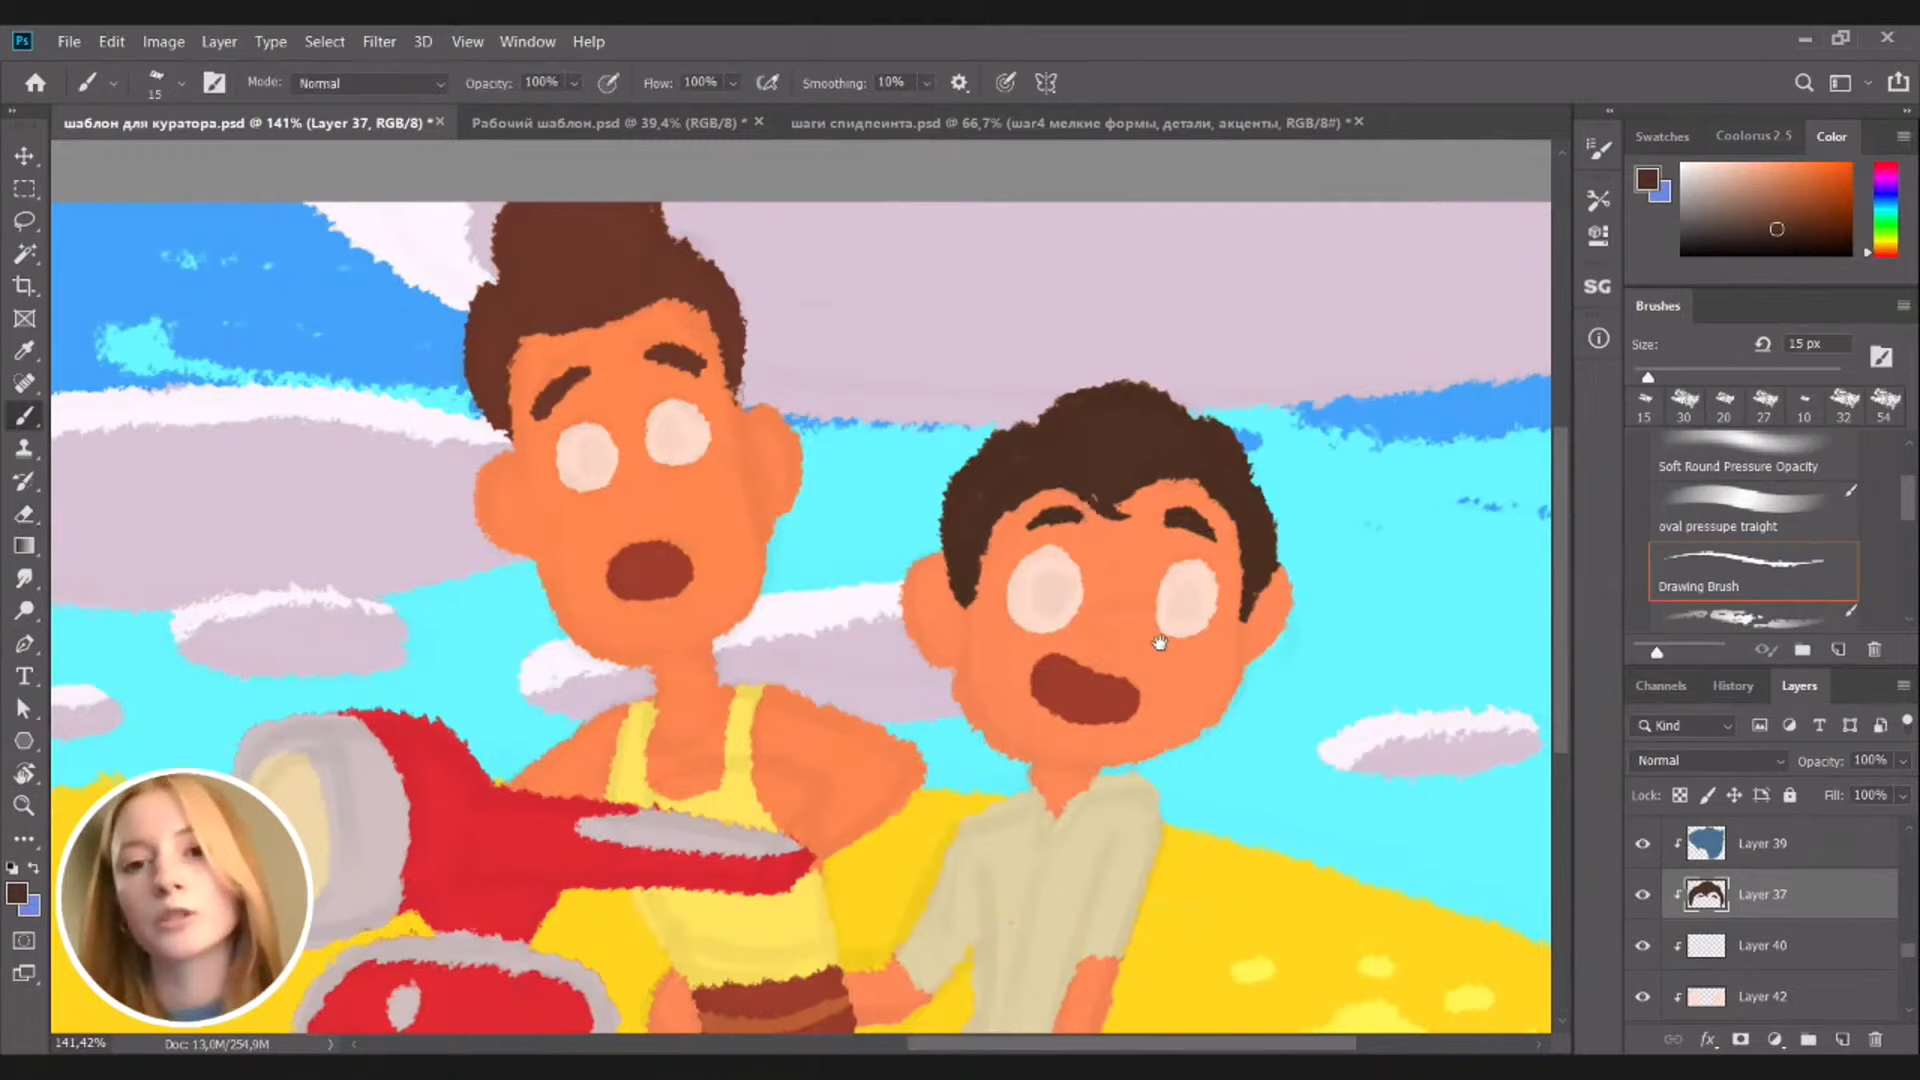 Ps File Edit Image Layer Type Select Filter 3D View Window Help
15 Mode: Normal Opacity: 100% Flow: 100% Smoothing: 10%
шаблон для куратора.psd @ 141% (Layer 37, RGB/8) * × Рабочий шаблон.psd @ 39,4% (RGB/8) * × шаги спидпеинта.psd @ 66,7% (шаг4 мелкие формы, детали, акценты, RGB/8#) * ×
Swatches Coolorus 2.5 Color
SG
Brushes
Size: 15 px
15 30 20 27 10 32 54
Soft Round Pressure Opacity
oval pressupe traight
Drawing Brush
Channels History Layers
Kind
Normal Opacity: 100%
Lock: Fill: 100%
Layer 39
Layer 37
Layer 40
Layer 42
141,42% Doc: 13,0M/254,9M